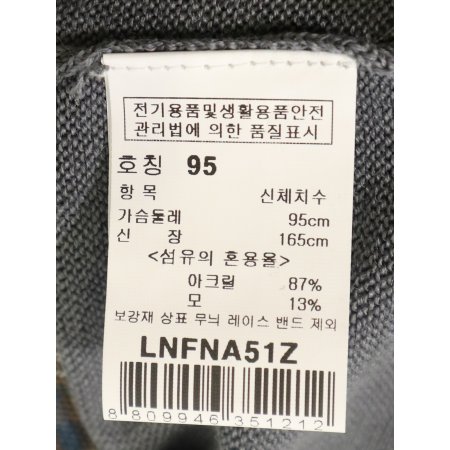 전기용품및생활용품안전
관리법에 의한 품질표시
호칭 95
항 목 신체치수
가슴둘레 95cm
신 장 165cm
<섬유의 혼용율>
아크릴 87%
모 13%
보강재 상표 무늬 레이스 밴드 제외
LNFNA51Z
8 809946 351212